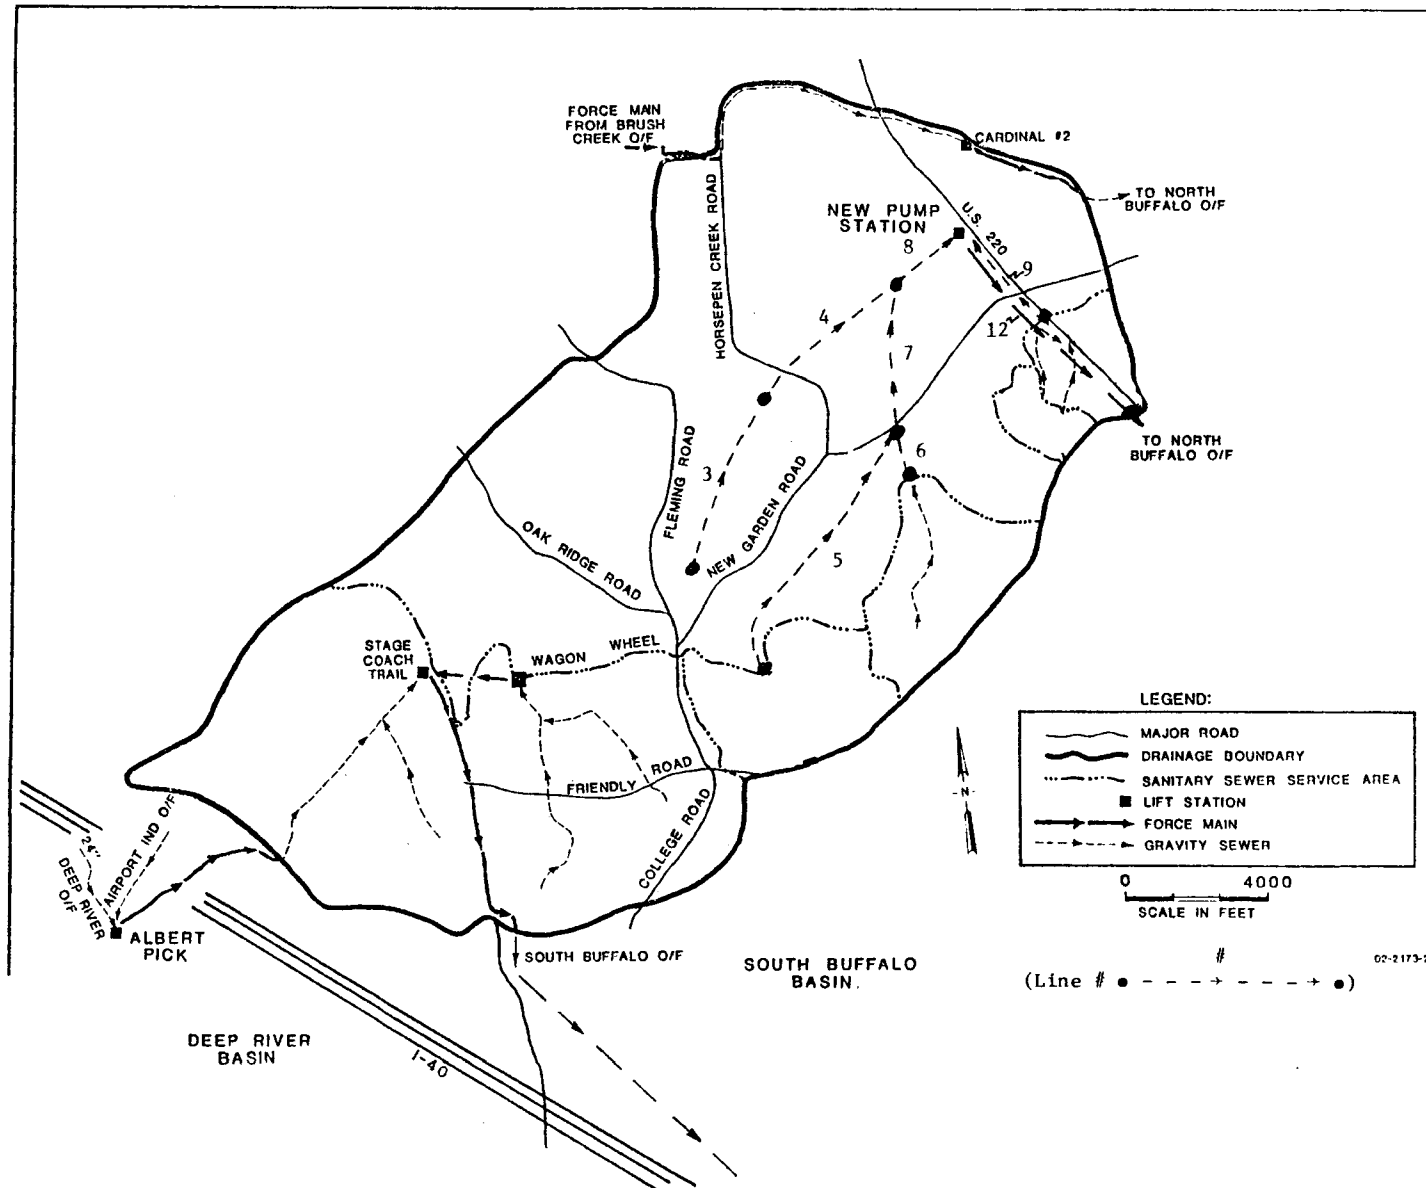 FORCE MAIN
FROM BRUSH
CREEK O/F
CARDINAL #2
TO NORTH
BUFFALO O/F
NEW PUMP
STATION
U.S. 220
HORSEPEN CREEK ROAD
8
9
4
12
7
TO NORTH
BUFFALO O/F
FLEMING ROAD
3
6
NEW GARDEN ROAD
OAK RIDGE ROAD
5
STAGE
COACH
TRAIL
WAGON WHEEL
LEGEND:
MAJOR ROAD
DRAINAGE BOUNDARY
SANITARY SEWER SERVICE AREA
LIFT STATION
FORCE MAIN
GRAVITY SEWER
-N-
FRIENDLY ROAD
COLLEGE ROAD
AIRPORT IND O/F
24"
DEEP RIVER
O/F
0 4000
SCALE IN FEET
ALBERT
PICK
SOUTH BUFFALO O/F
SOUTH BUFFALO
BASIN.
#
(Line # )
02-2173-2
DEEP RIVER
BASIN
I-40